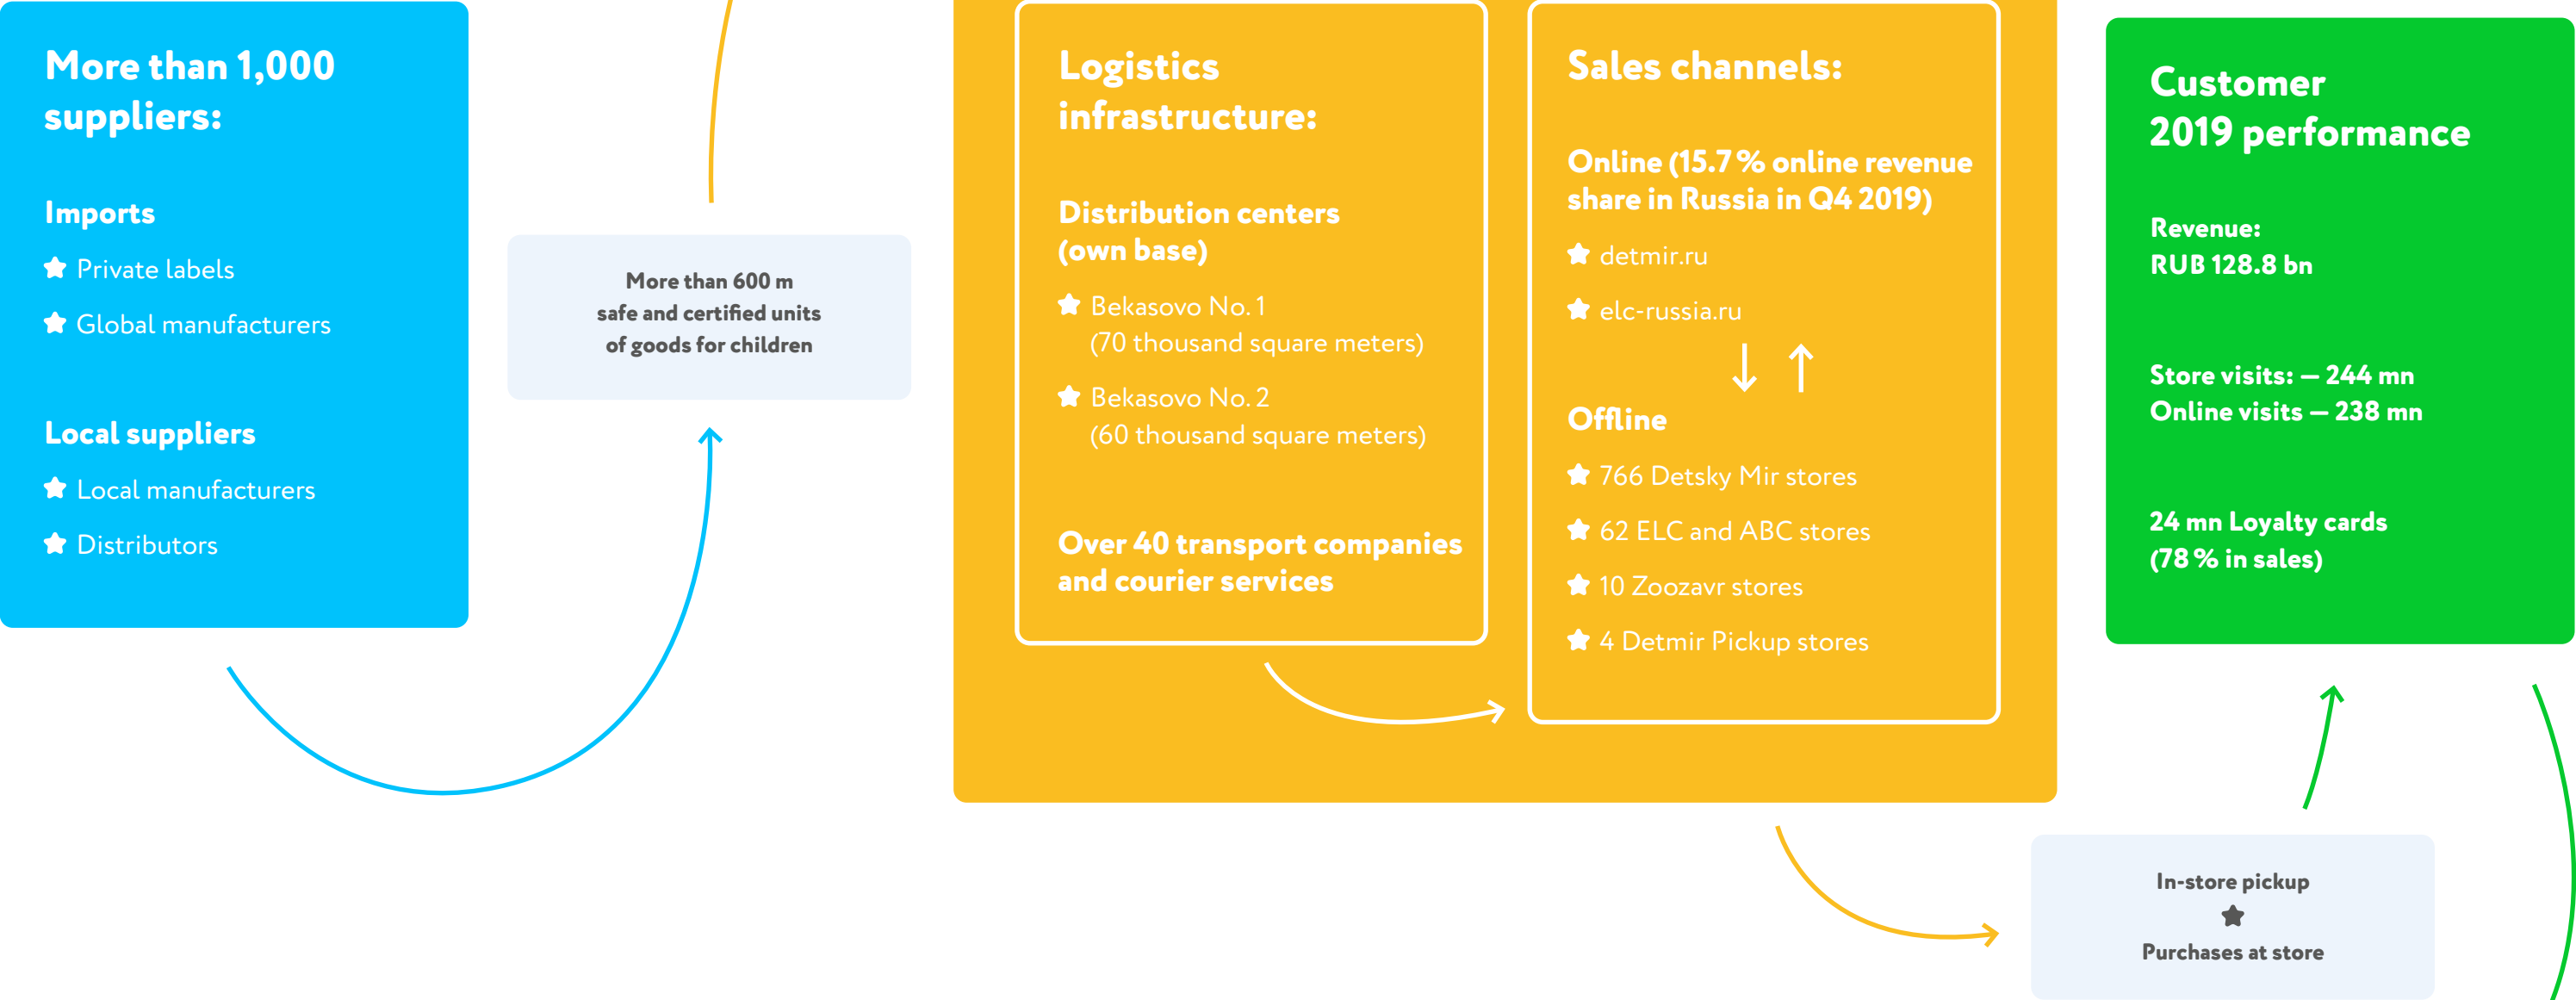 More than 1,000
suppliers:
Imports
Private labels
Global manufacturers
Local suppliers
Local manufacturers
Distributors
More than 600 m
safe and certified units
of goods for children
Logistics
infrastructure:
Distribution centers
(own base)
Bekasovo No. 1
(70 thousand square meters)
Bekasovo No. 2
(60 thousand square meters)
Over 40 transport companies
and courier services
Sales channels:
Online (15.7 % online revenue
share in Russia in Q4 2019)
detmir.ru
elc-russia.ru
Offline
766 Detsky Mir stores
62 ELC and ABC stores
10 Zoozavr stores
4 Detmir Pickup stores
Customer
2019 performance
Revenue:
RUB 128.8 bn
Store visits: — 244 mn
Online visits — 238 mn
24 mn Loyalty cards
(78 % in sales)
In-store pickup
Purchases at store